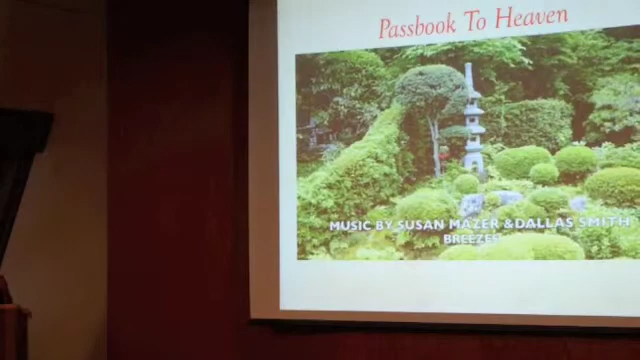 Passbook To Heaven
MUSIC BY SUSAN MAZER & DALLAS SMITH
BREEZES